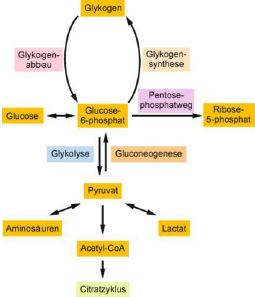 Glykogen
Glykogen-
abbau
Glykogen-
synthese
Pentose-
phosphatweg
Glucose
Glucose-
6-phosphat
Ribose-
5-phosphat
Glykolyse
Gluconeogenese
Pyruvat
Aminosäuren
Lactat
Acetyl-CoA
Citratzyklus